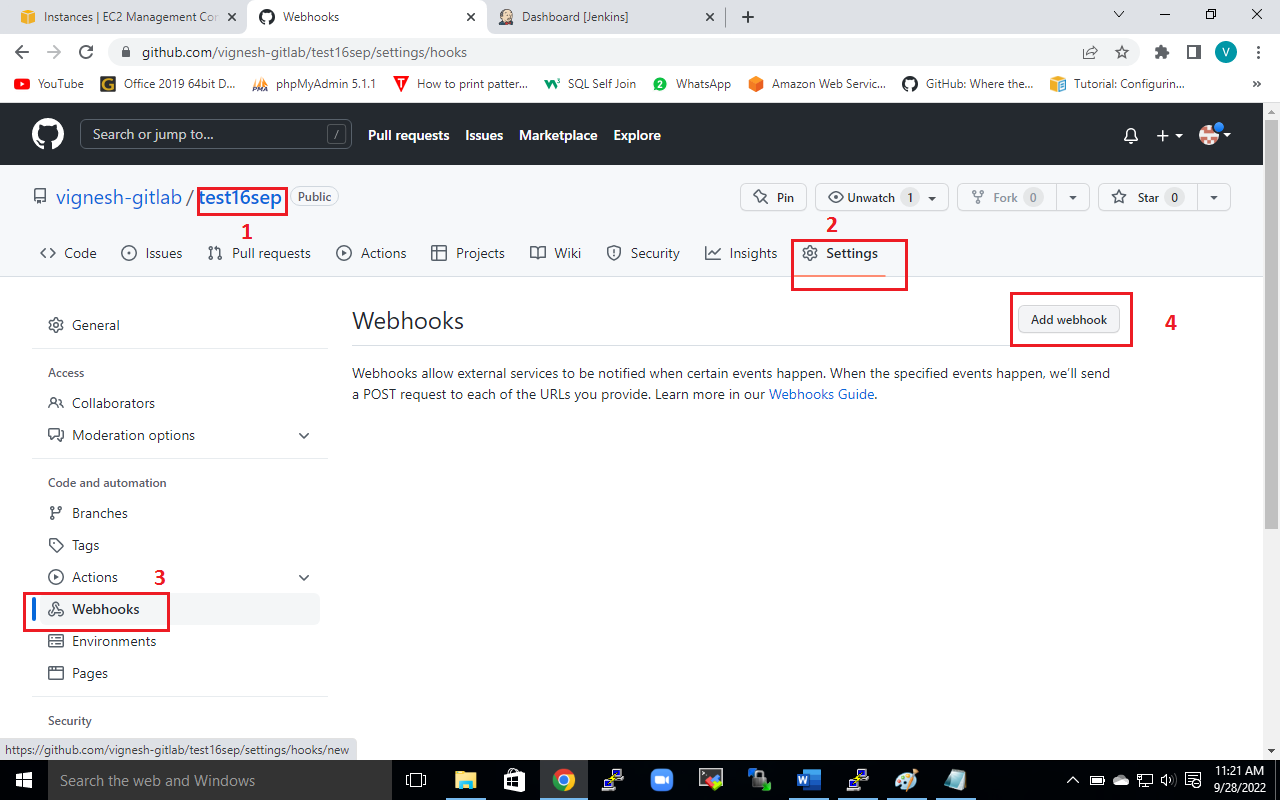 Instances | EC2 Management Con
Webhooks
Dashboard [Jenkins]
github.com/vignesh-gitlab/test16sep/settings/hooks
V
YouTube
Office 2019 64bit D...
phpMyAdmin 5.1.1
How to print patter...
SQL Self Join
2
WhatsApp
Amazon Web Servic...
GitHub: Where the...
Tutorial: Configurin...
»
Search or jump to...
/
Pull requests
Issues
Marketplace
Explore
vignesh-gitlab / test16sep
Public
Pin
Unwatch 1
Fork 0
Star 0
1
2
Code
Issues
Pull requests
Actions
Projects
Wiki
Security
Insights
Settings
General
Access
Collaborators
Moderation options
Code and automation
Branches
Tags
Actions
3
Webhooks
Environments
Pages
Security
Webhooks
Add webhook
4
Webhooks allow external services to be notified when certain events happen. When the specified events happen, we'll send
a POST request to each of the URLs you provide. Learn more in our Webhooks Guide.
https://github.com/vignesh-gitlab/test16sep/settings/hooks/new
Search the web and Windows
11:21 AM
9/28/2022